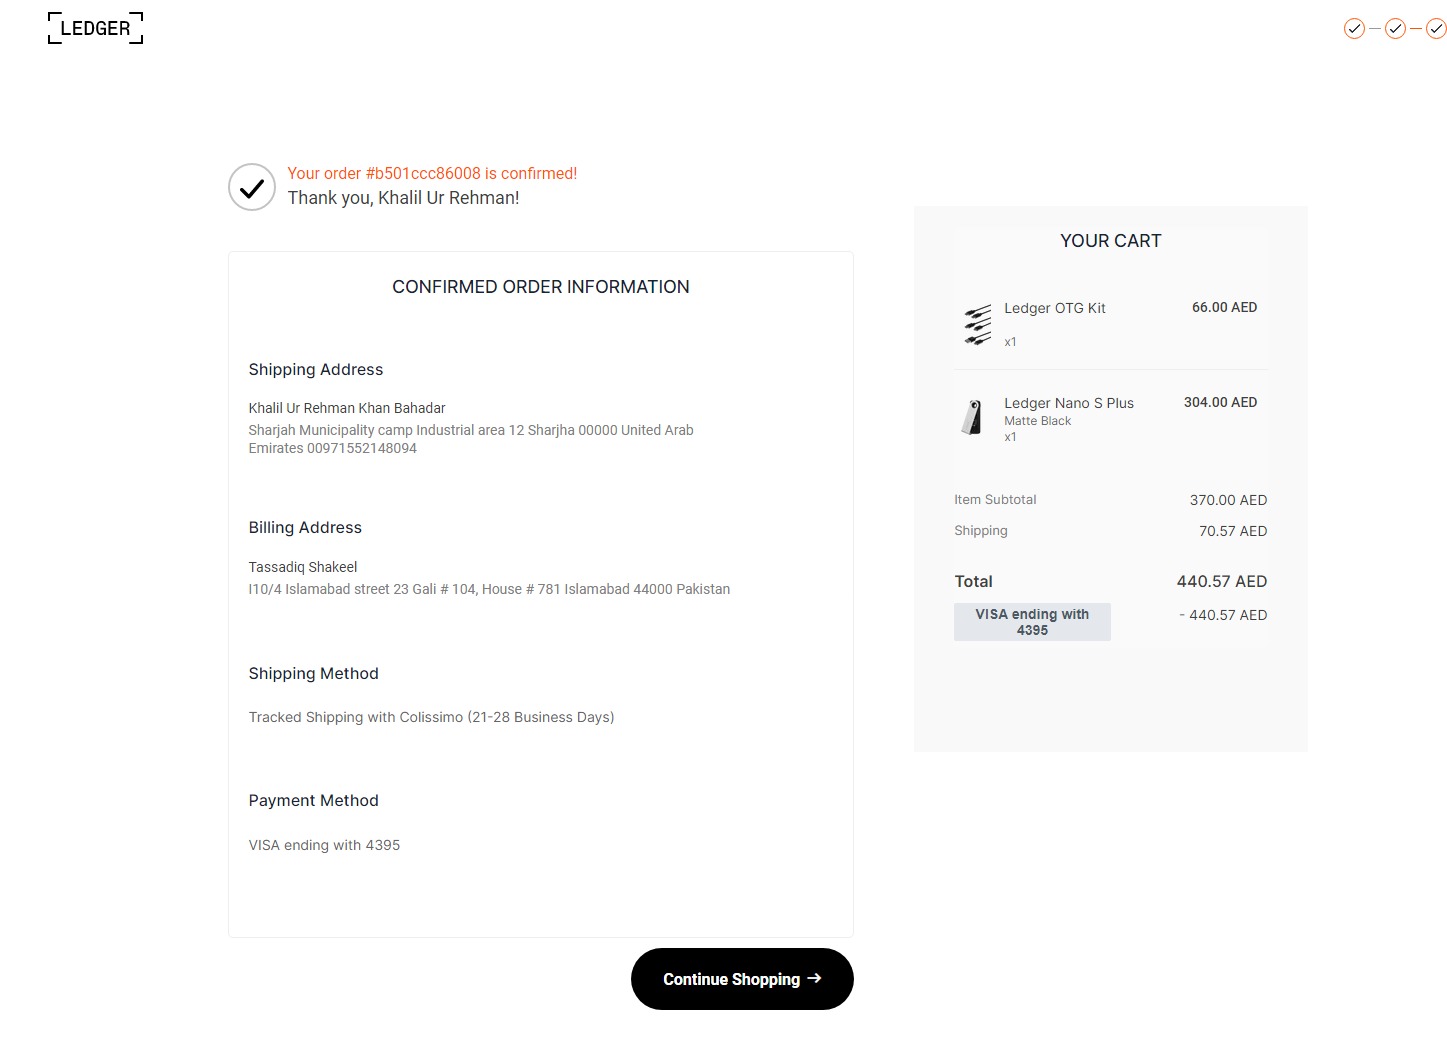 LEDGER
Your order #b501ccc86008 is confirmed!
Thank you, Khalil Ur Rehman!
CONFIRMED ORDER INFORMATION
Shipping Address
Khalil Ur Rehman Khan Bahadar
Sharjah Municipality camp Industrial area 12 Sharjha 00000 United Arab
Emirates 00971552148094
Billing Address
Tassadiq Shakeel
I10/4 Islamabad street 23 Gali # 104, House # 781 Islamabad 44000 Pakistan
Shipping Method
Tracked Shipping with Colissimo (21-28 Business Days)
Payment Method
VISA ending with 4395
Continue Shopping →
YOUR CART
Ledger OTG Kit 66.00 AED
x1
Ledger Nano S Plus 304.00 AED
Matte Black
x1
Item Subtotal 370.00 AED
Shipping 70.57 AED
Total 440.57 AED
VISA ending with - 440.57 AED
4395